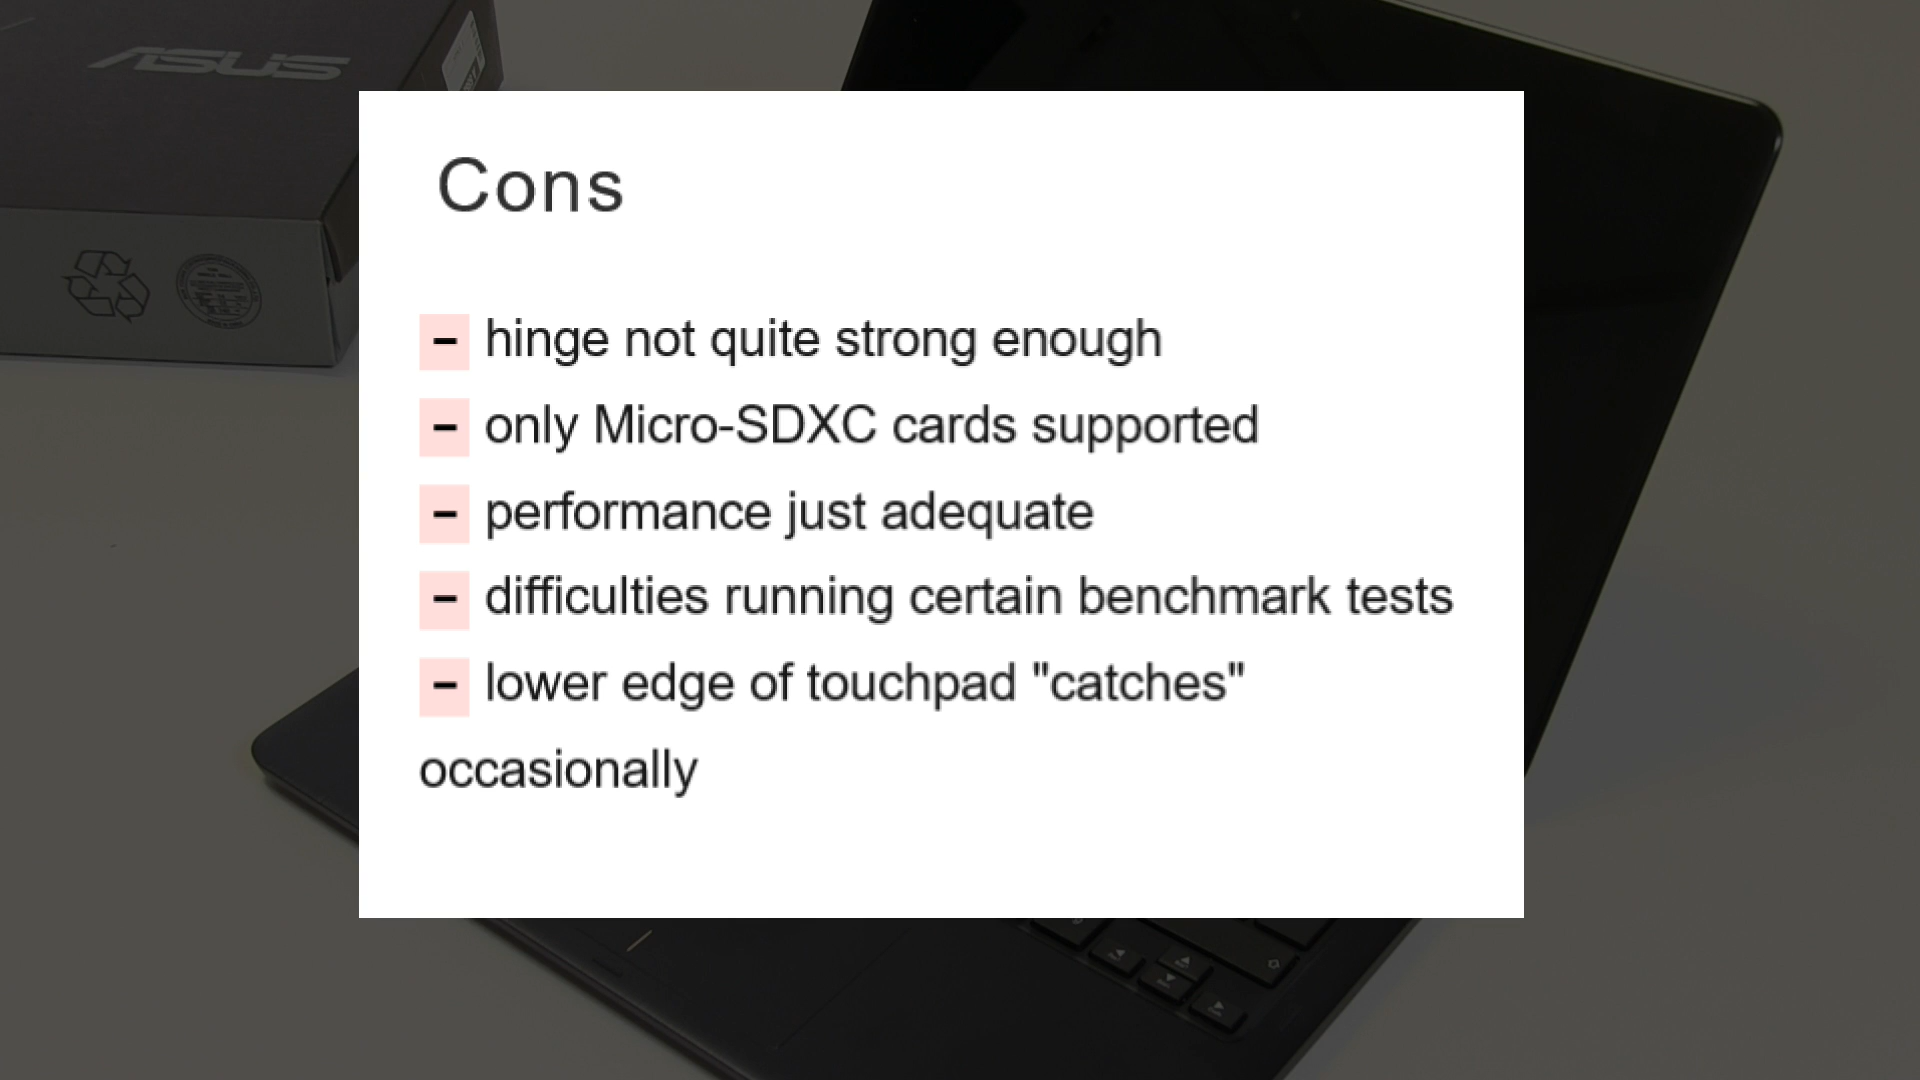 ASUS
Cons
– hinge not quite strong enough
– only Micro-SDXC cards supported
– performance just adequate
– difficulties running certain benchmark tests
– lower edge of touchpad "catches"
occasionally